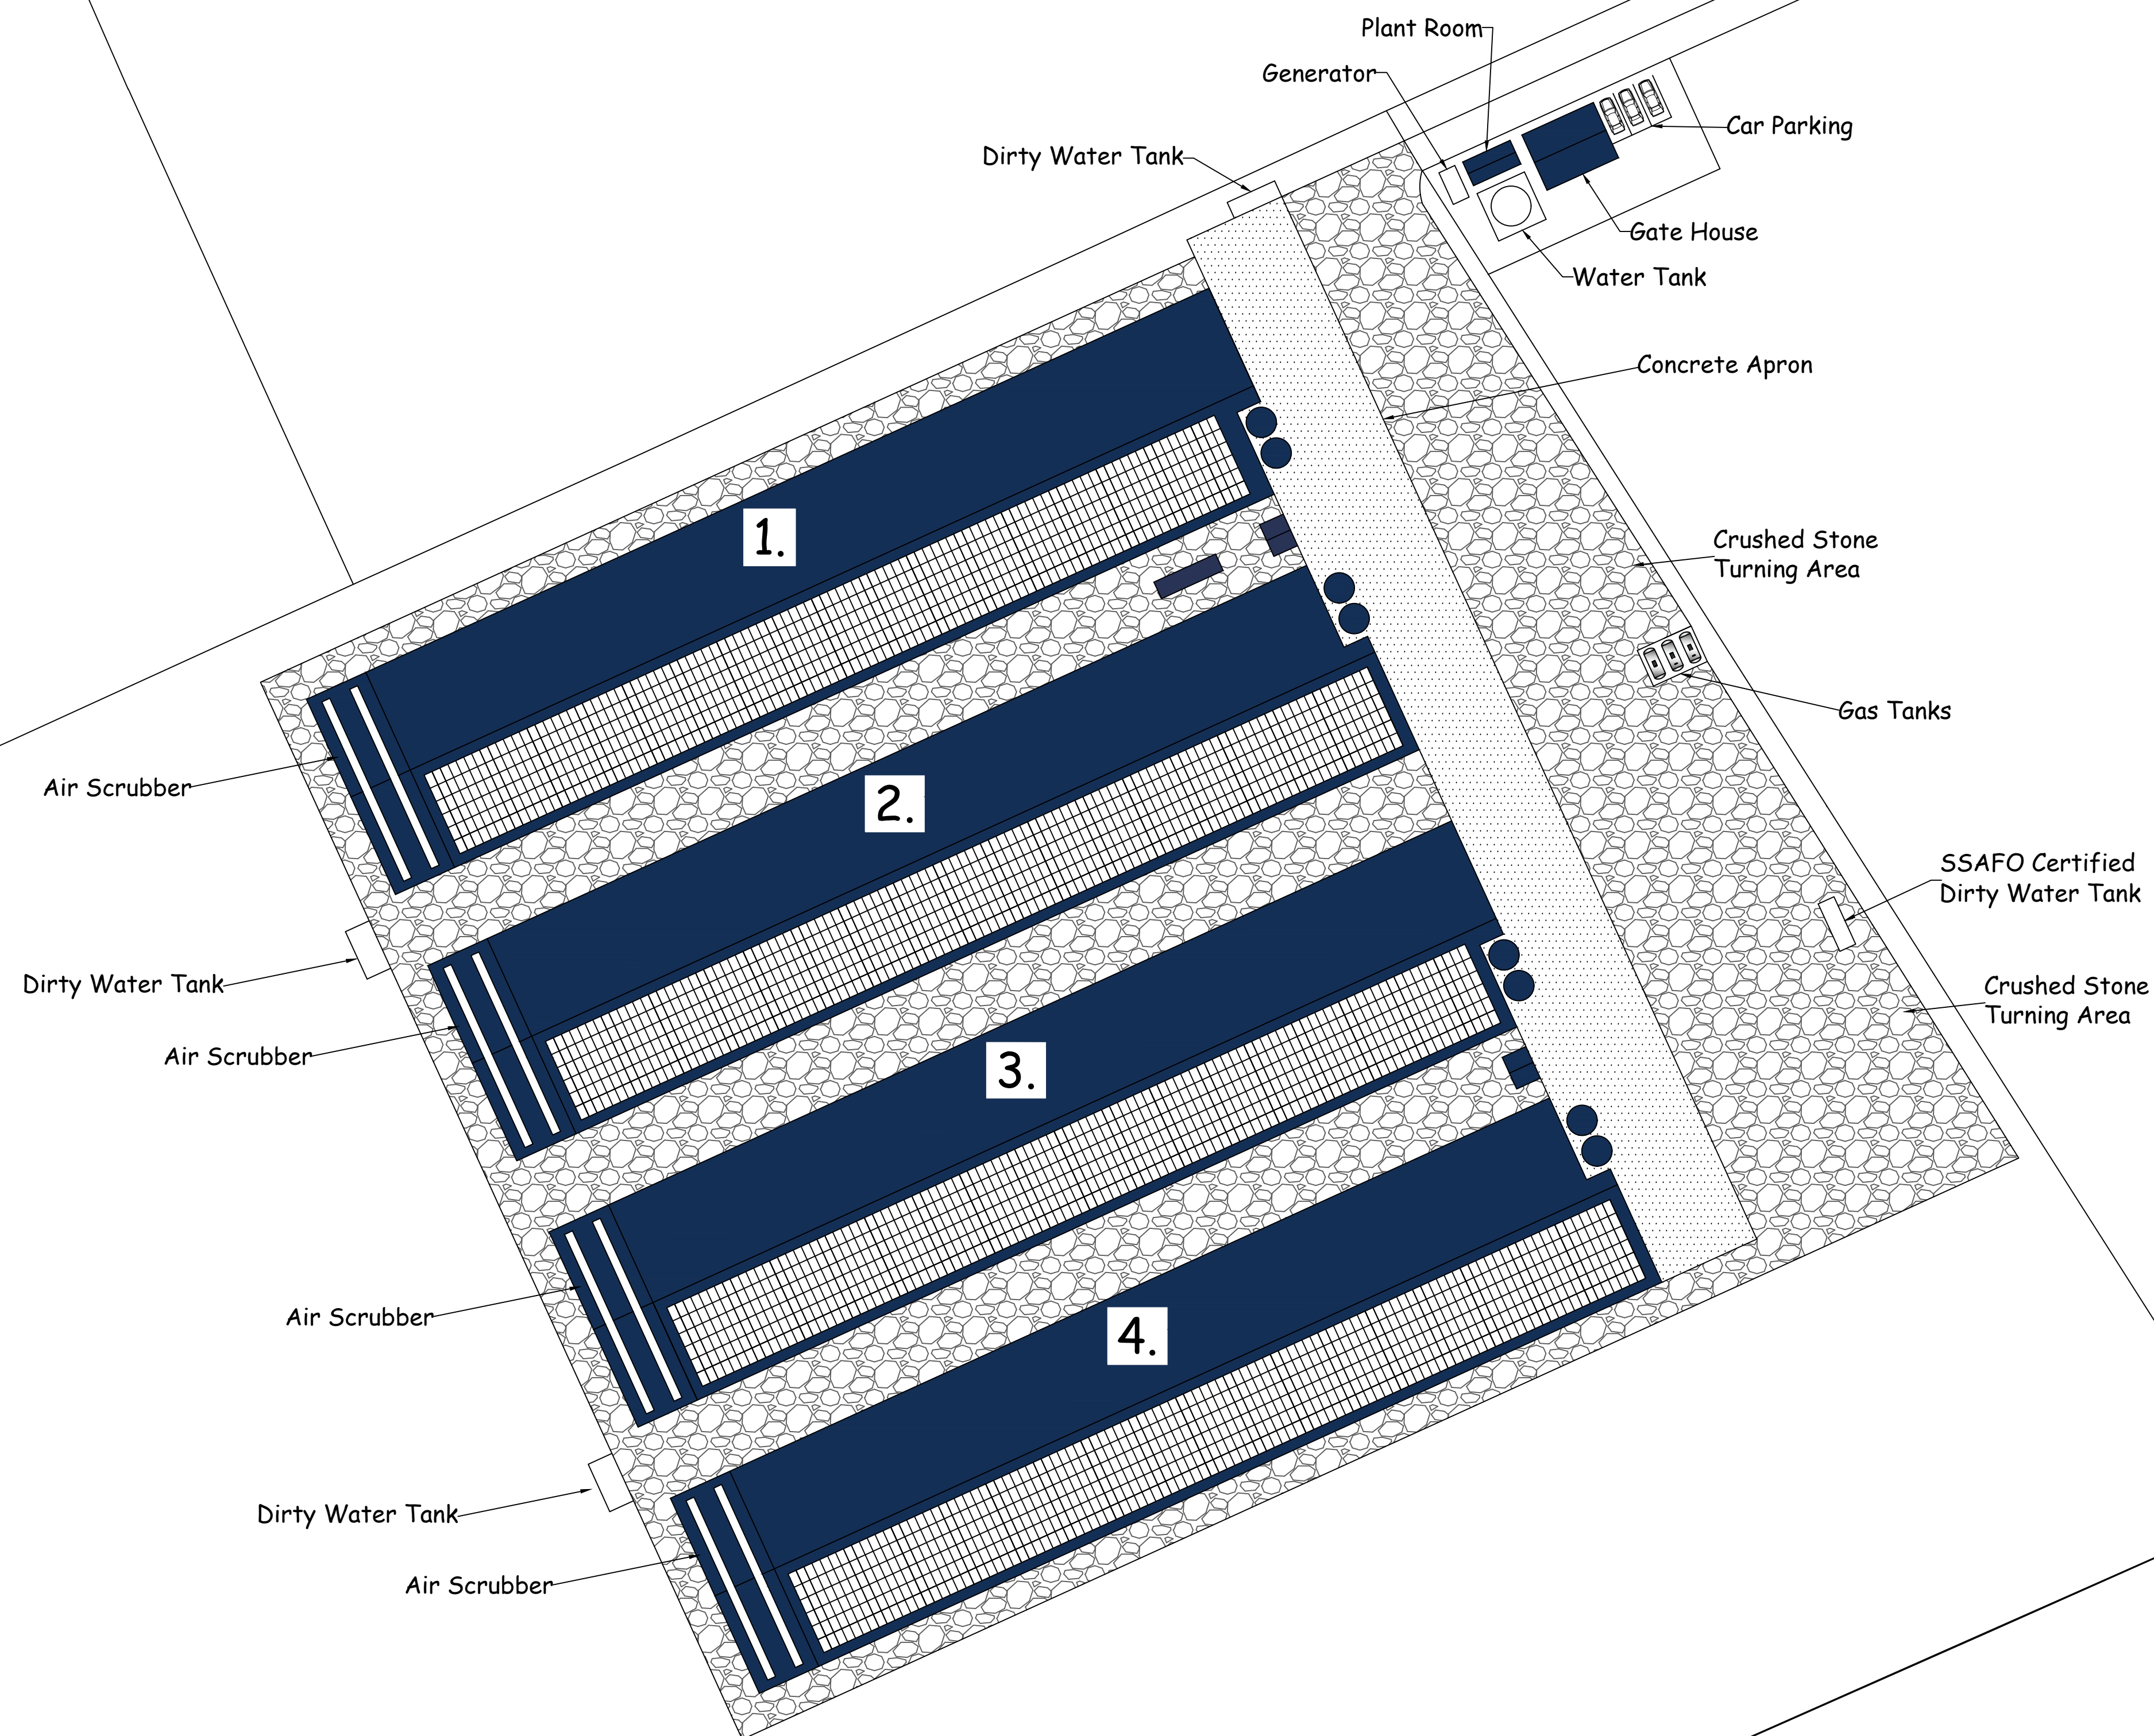 Plant Room
Generator
Car Parking
Dirty Water Tank
Gate House
Water Tank
Concrete Apron
1.
Crushed Stone
Turning Area
Gas Tanks
Air Scrubber
2.
SSAFO Certified
Dirty Water Tank
Dirty Water Tank
Crushed Stone
Turning Area
Air Scrubber
3.
Air Scrubber
4.
Dirty Water Tank
Air Scrubber